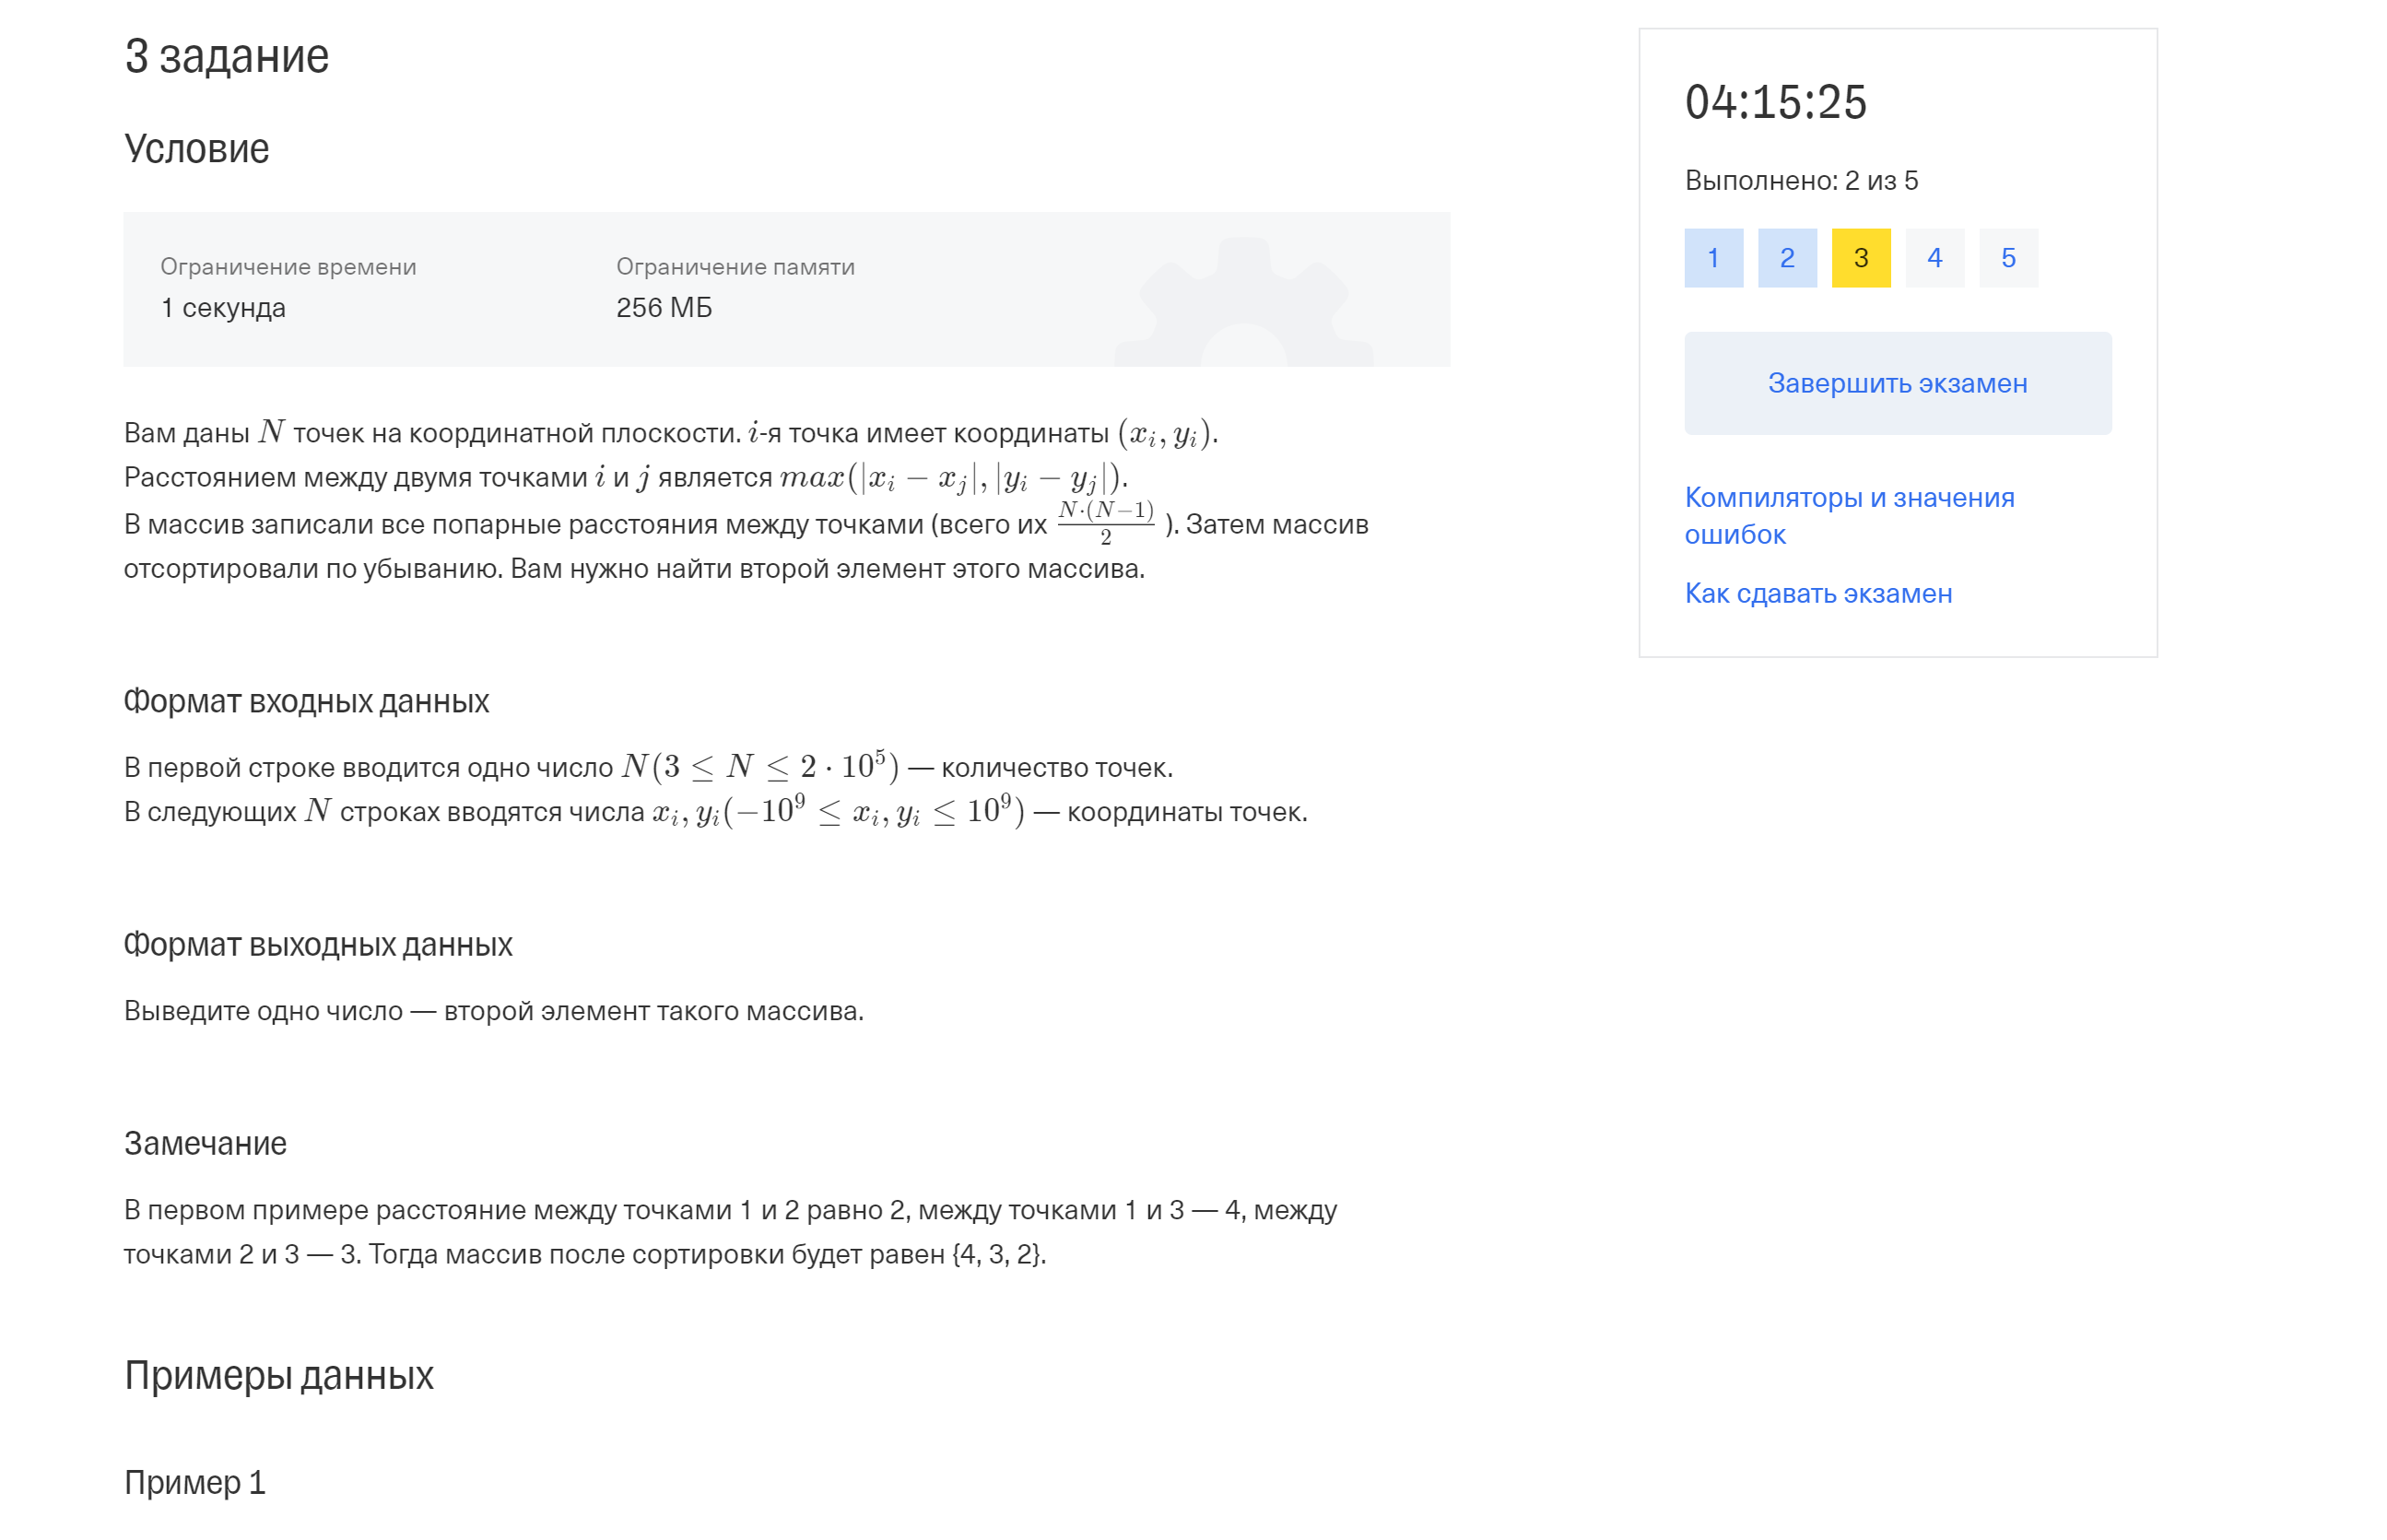 3 задание
Условие
Ограничение времени
1 секунда
Ограничение памяти
256 МБ
Вам даны N точек на координатной плоскости. i-я точка имеет координаты (x_i, y_i).
Расстоянием между двумя точками i и j является max(|x_i − x_j|, |y_i − y_j|).
В массив записали все попарные расстояния между точками (всего их N·(N−1)/2 ). Затем массив
отсортировали по убыванию. Вам нужно найти второй элемент этого массива.
Формат входных данных
В первой строке вводится одно число N(3 ≤ N ≤ 2 · 10^5) — количество точек.
В следующих N строках вводятся числа x_i, y_i(−10^9 ≤ x_i, y_i ≤ 10^9) — координаты точек.
Формат выходных данных
Выведите одно число — второй элемент такого массива.
Замечание
В первом примере расстояние между точками 1 и 2 равно 2, между точками 1 и 3 — 4, между
точками 2 и 3 — 3. Тогда массив после сортировки будет равен {4, 3, 2}.
Примеры данных
Пример 1
04:15:25
Выполнено: 2 из 5
1 2 3 4 5
Завершить экзамен
Компиляторы и значения
ошибок
Как сдавать экзамен